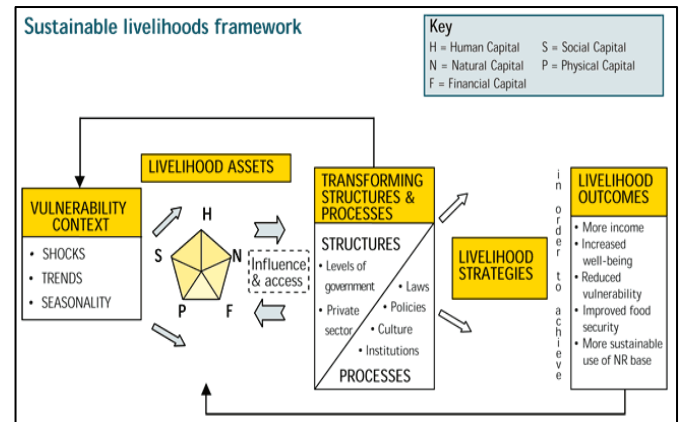 Sustainable livelihoods framework
Key
H = Human Capital S = Social Capital
N = Natural Capital P = Physical Capital
F = Financial Capital
LIVELIHOOD ASSETS
VULNERABILITY
CONTEXT
• SHOCKS
• TRENDS
• SEASONALITY
H
S
N
P
F
Influence
& access
TRANSFORMING
STRUCTURES &
PROCESSES
STRUCTURES
• Levels of
government
• Private
sector
• Laws
• Policies
• Culture
• Institutions
PROCESSES
LIVELIHOOD
STRATEGIES
in order to achieve
LIVELIHOOD
OUTCOMES
• More income
• Increased
well-being
• Reduced
vulnerability
• Improved food
security
• More sustainable
use of NR base